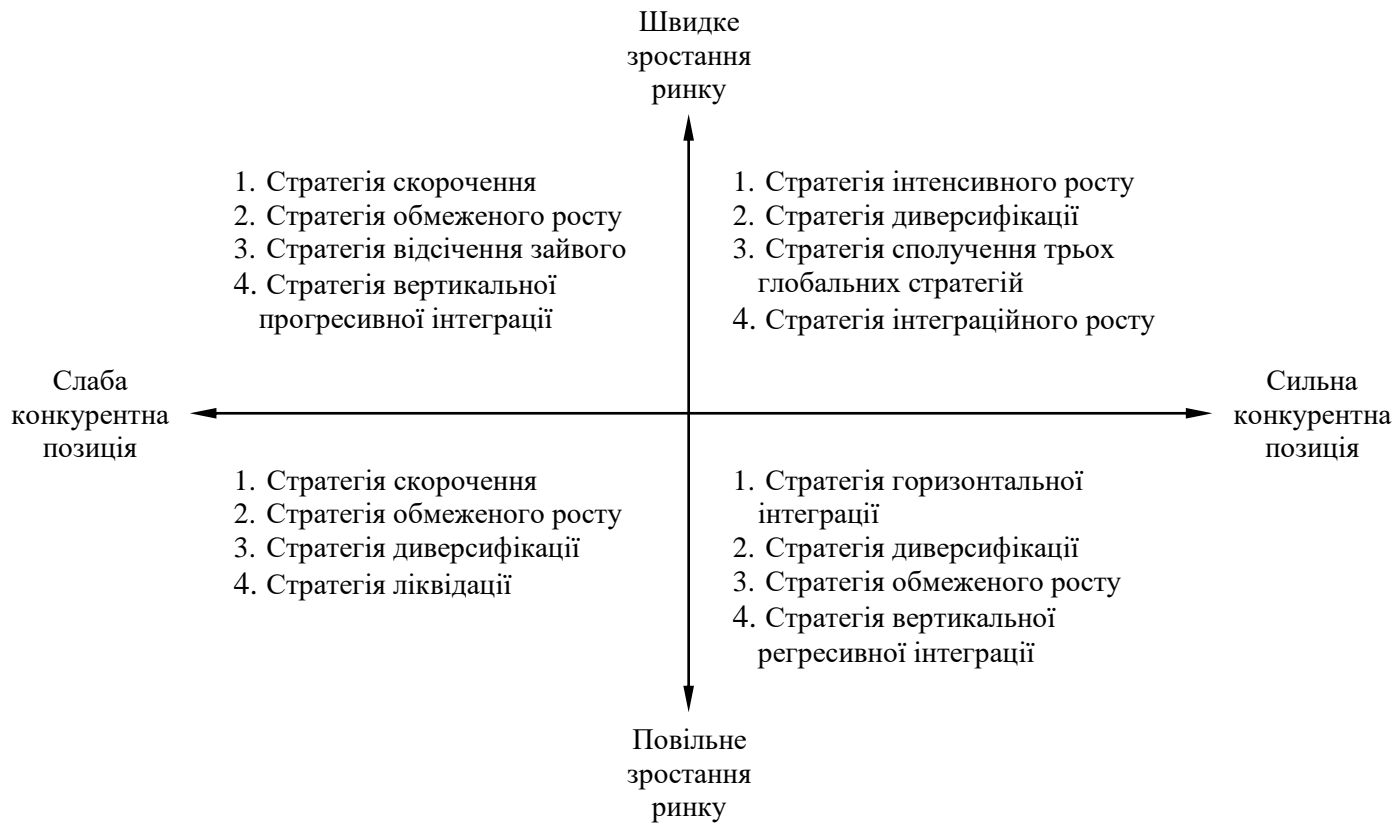 Швидке
зростання
ринку
1. Стратегія скорочення
2. Стратегія обмеженого росту
3. Стратегія відсічення зайвого
4. Стратегія вертикальної
прогресивної інтеграції
1. Стратегія інтенсивного росту
2. Стратегія диверсифікації
3. Стратегія сполучення трьох
глобальних стратегій
4. Стратегія інтеграційного росту
Слаба
конкурентна
позиція
Сильна
конкурентна
позиція
1. Стратегія скорочення
2. Стратегія обмеженого росту
3. Стратегія диверсифікації
4. Стратегія ліквідації
1. Стратегія горизонтальної
інтеграції
2. Стратегія диверсифікації
3. Стратегія обмеженого росту
4. Стратегія вертикальної
регресивної інтеграції
Повільне
зростання
ринку